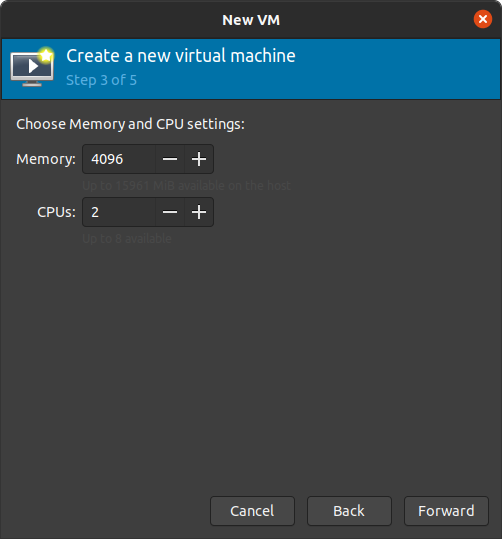 New VM
Create a new virtual machine
Step 3 of 5
Choose Memory and CPU settings:
Memory: 4096
Up to 15961 MiB available on the host
CPUs: 2
Up to 8 available
Cancel Back Forward